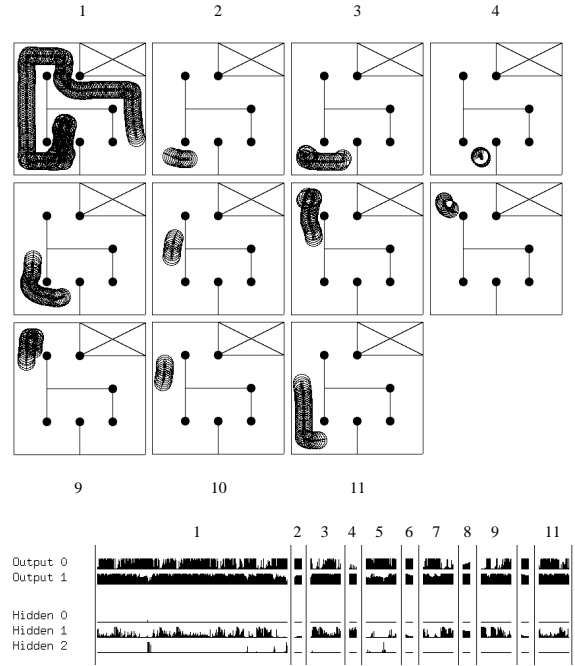 1 2 3 4
9 10 11
1 2 3 4 5 6 7 8 9 11
Output 0
Output 1
Hidden 0
Hidden 1
Hidden 2